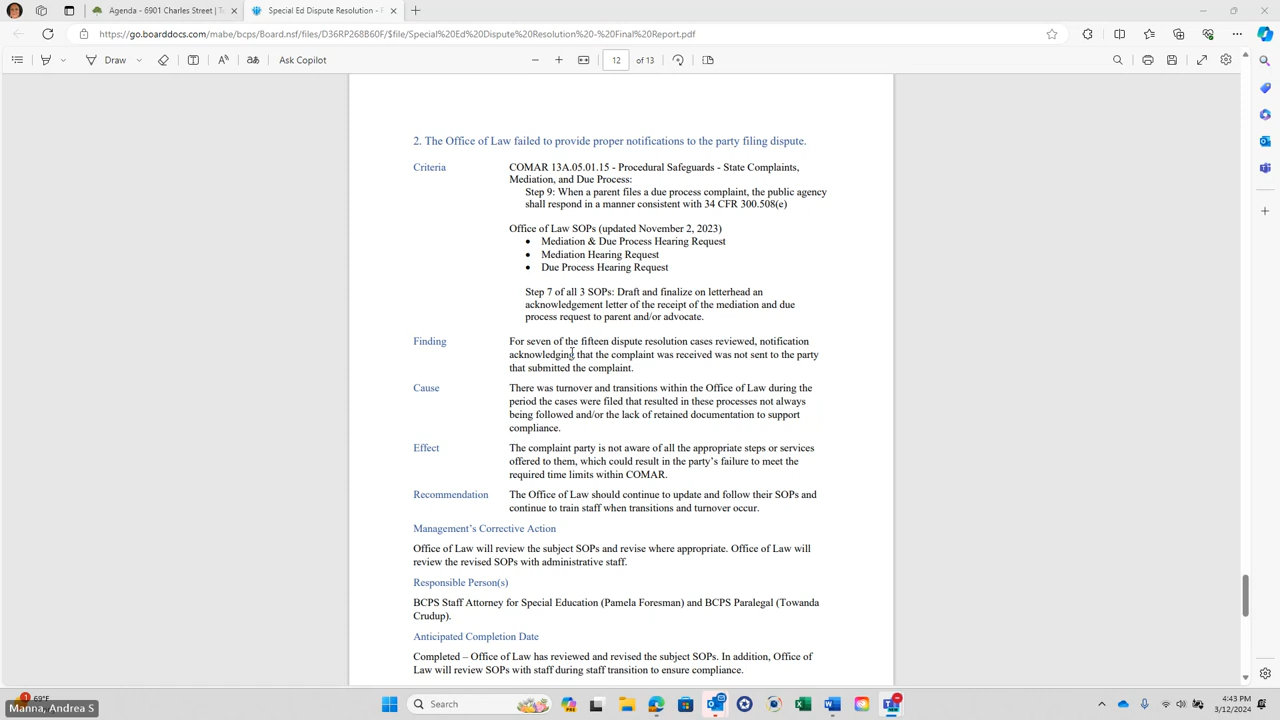 Agenda - 6901 Charles Street | To
Special Ed Dispute Resolution - F
https://go.boarddocs.com/mabe/bcps/Board.nsf/files/D36RP268B60F/$file/Special%20Ed%20Dispute%20Resolution%20-%20Final%20Report.pdf
Draw
Ask Copilot
12 of 13
2. The Office of Law failed to provide proper notifications to the party filing dispute.
Criteria
COMAR 13A.05.01.15 - Procedural Safeguards - State Complaints,
Mediation, and Due Process:
Step 9: When a parent files a due process complaint, the public agency
shall respond in a manner consistent with 34 CFR 300.508(e)
Office of Law SOPs (updated November 2, 2023)
• Mediation & Due Process Hearing Request
• Mediation Hearing Request
• Due Process Hearing Request
Step 7 of all 3 SOPs: Draft and finalize on letterhead an
acknowledgement letter of the receipt of the mediation and due
process request to parent and/or advocate.
Finding
For seven of the fifteen dispute resolution cases reviewed, notification
acknowledging that the complaint was received was not sent to the party
that submitted the complaint.
Cause
There was turnover and transitions within the Office of Law during the
period the cases were filed that resulted in these processes not always
being followed and/or the lack of retained documentation to support
compliance.
Effect
The complaint party is not aware of all the appropriate steps or services
offered to them, which could result in the party's failure to meet the
required time limits within COMAR.
Recommendation
The Office of Law should continue to update and follow their SOPs and
continue to train staff when transitions and turnover occur.
Management's Corrective Action
Office of Law will review the subject SOPs and revise where appropriate. Office of Law will
review the revised SOPs with administrative staff.
Responsible Person(s)
BCPS Staff Attorney for Special Education (Pamela Foresman) and BCPS Paralegal (Towanda
Crudup).
Anticipated Completion Date
Completed – Office of Law has reviewed and revised the subject SOPs. In addition, Office of
Law will review SOPs with staff during staff transition to ensure compliance.
1
69°F
Manna, Andrea S
Search
PRE
4:43 PM
3/12/2024